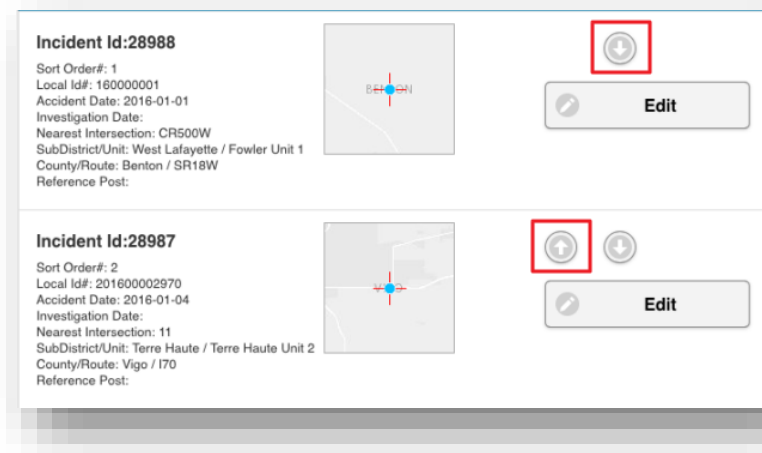 Incident Id:28988
Sort Order#: 1
Local Id#: 160000001
Accident Date: 2016-01-01
Investigation Date:
Nearest Intersection: CR500W
SubDistrict/Unit: West Lafayette / Fowler Unit 1
County/Route: Benton / SR18W
Reference Post:
BENTON
Edit
Incident Id:28987
Sort Order#: 2
Local Id#: 201600002970
Accident Date: 2016-01-04
Investigation Date:
Nearest Intersection: 11
SubDistrict/Unit: Terre Haute / Terre Haute Unit 2
County/Route: Vigo / I70
Reference Post:
VIGO
Edit